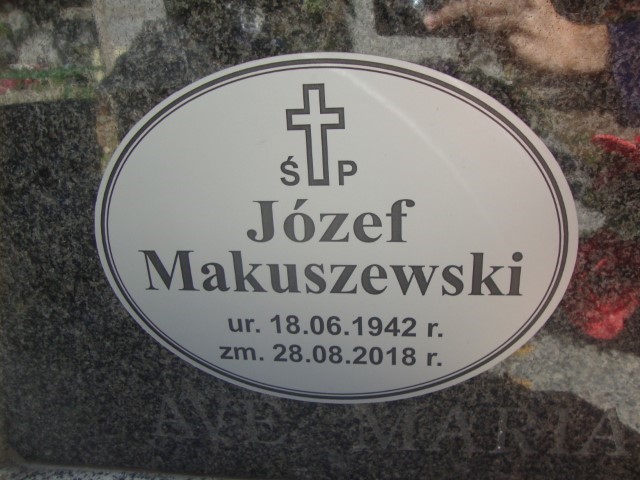 Ś P
Józef
Makuszewski
ur. 18.06.1942 r.
zm. 28.08.2018 r.
AVE MARIA